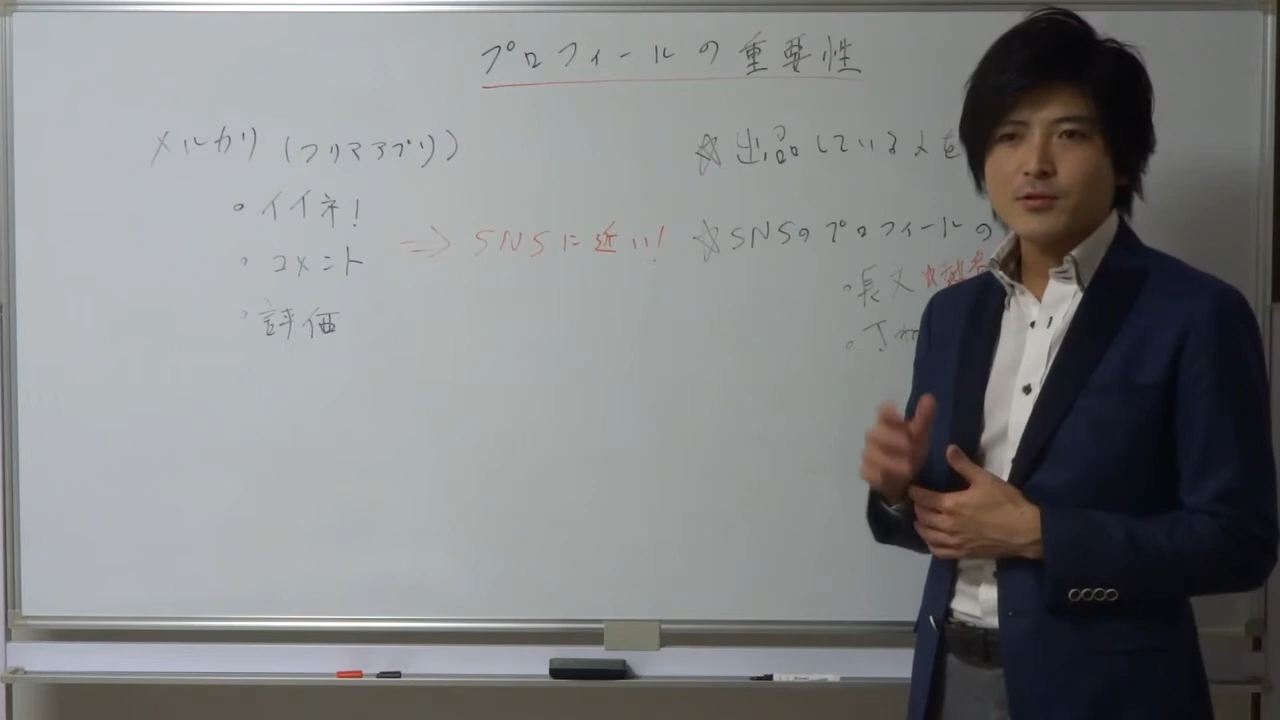 プロフィールの重要性
メルカリ (フリマアプリ)
・イイネ!
・コメント
・評価
⇒ SNSに近い!
☆出品している人を
☆SNSのプロフィールの
・長文
・丁